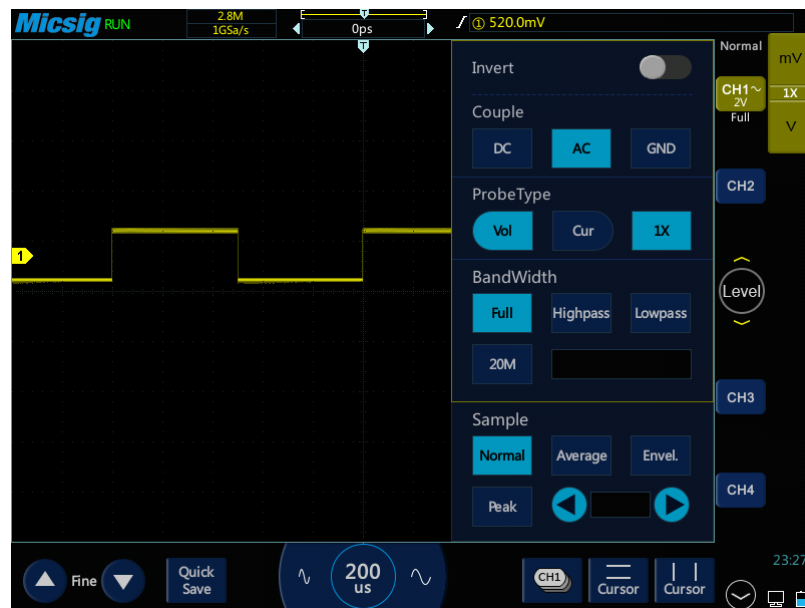 Micsig RUN
2.8M
1GSa/s
T
0ps
① 520.0mV
T
Invert
Couple
DC AC GND
ProbeType
Vol Cur 1X
BandWidth
Full Highpass Lowpass
20M
Sample
Normal Average Envel.
Peak
Normal
CH1~
2V
Full
mV
1X
V
CH2
Level
CH3
CH4
1
Fine
Quick
Save
200
us
CH1
Cursor
Cursor
23:27